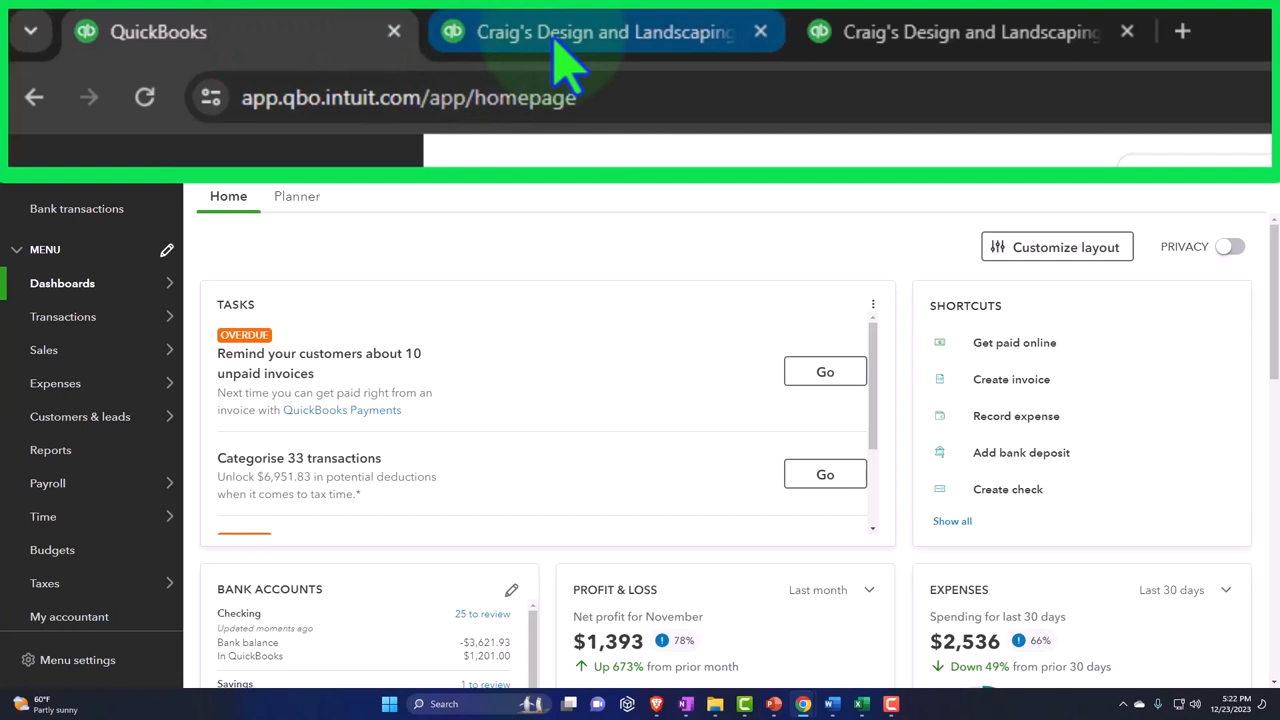 QuickBooks
Craig's Design and Landscaping
Craig's Design and Landscaping
app.qbo.intuit.com/app/homepage
Home
Planner
Bank transactions
MENU
Dashboards
Transactions
Sales
Expenses
Customers & leads
Reports
Payroll
Time
Budgets
Taxes
My accountant
Menu settings
Customize layout
PRIVACY
TASKS
OVERDUE
Remind your customers about 10
unpaid invoices
Go
Next time you can get paid right from an
invoice with QuickBooks Payments
Categorise 33 transactions
Go
Unlock $6,951.83 in potential deductions
when it comes to tax time.*
SHORTCUTS
Get paid online
Create invoice
Record expense
Add bank deposit
Create check
Show all
BANK ACCOUNTS
Checking
25 to review
Updated moments ago
Bank balance
-$3,621.93
In QuickBooks
$1,201.00
Savings
1 to review
PROFIT & LOSS
Last month
Net profit for November
$1,393
78%
Up 673% from prior month
EXPENSES
Last 30 days
Spending for last 30 days
$2,536
66%
Down 49% from prior 30 days
60°F
Partly sunny
Search
5:22 PM
12/23/2023